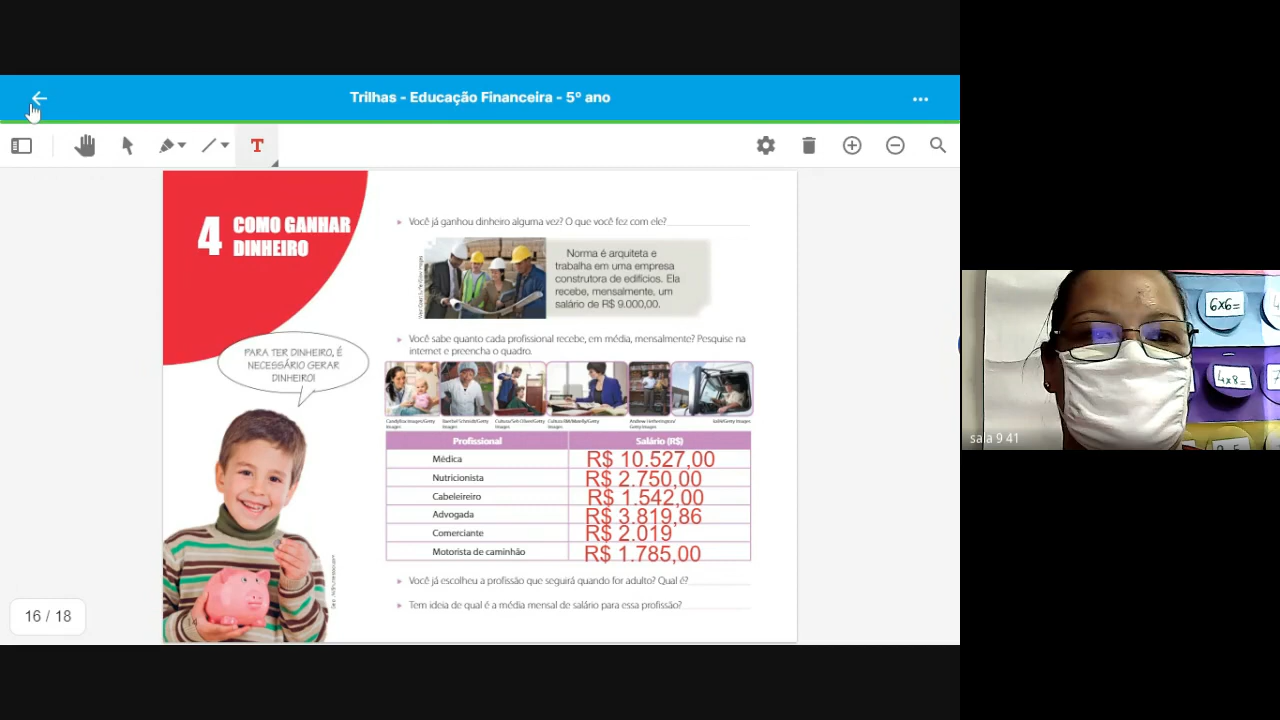 Trilhas - Educação Financeira - 5º ano
T
4 COMO GANHAR
DINHEIRO
Você já ganhou dinheiro alguma vez? O que você fez com ele?
Norma é arquiteta e
trabalha em uma empresa
construtora de edifícios. Ela
recebe, mensalmente, um
salário de R$ 9.000,00.
PARA TER DINHEIRO, É
NECESSÁRIO GERAR
DINHEIRO!
Você sabe quanto cada profissional recebe, em média, mensalmente? Pesquise na
internet e preencha o quadro.
Profissional Salário (R$)
Médica R$ 10.527,00
Nutricionista R$ 2.750,00
Cabeleireiro R$ 1.542,00
Advogada R$ 3.819,86
Comerciante R$ 2.019
Motorista de caminhão R$ 1.785,00
Você já escolheu a profissão que seguirá quando for adulto? Qual é?
Tem ideia de qual é a média mensal de salário para essa profissão?
14
16 / 18
6x6=
4x8=
sala 9 41